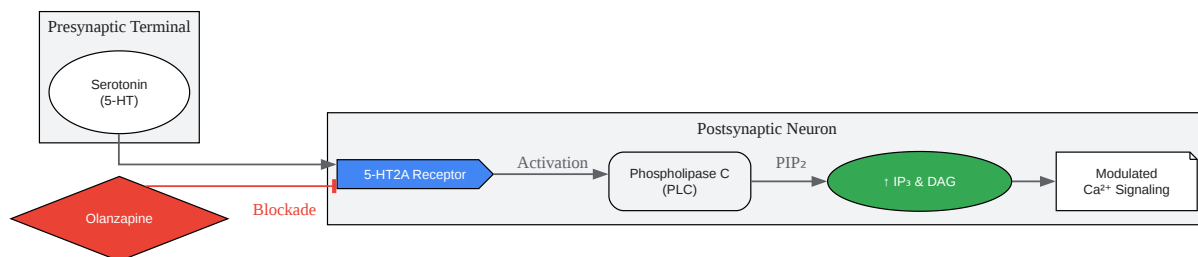 Presynaptic Terminal
Serotonin
(5-HT)
Postsynaptic Neuron
5-HT2A Receptor
Activation
Phospholipase C
(PLC)
PIP₂
↑ IP₃ & DAG
Modulated
Ca²⁺ Signaling
Olanzapine
Blockade